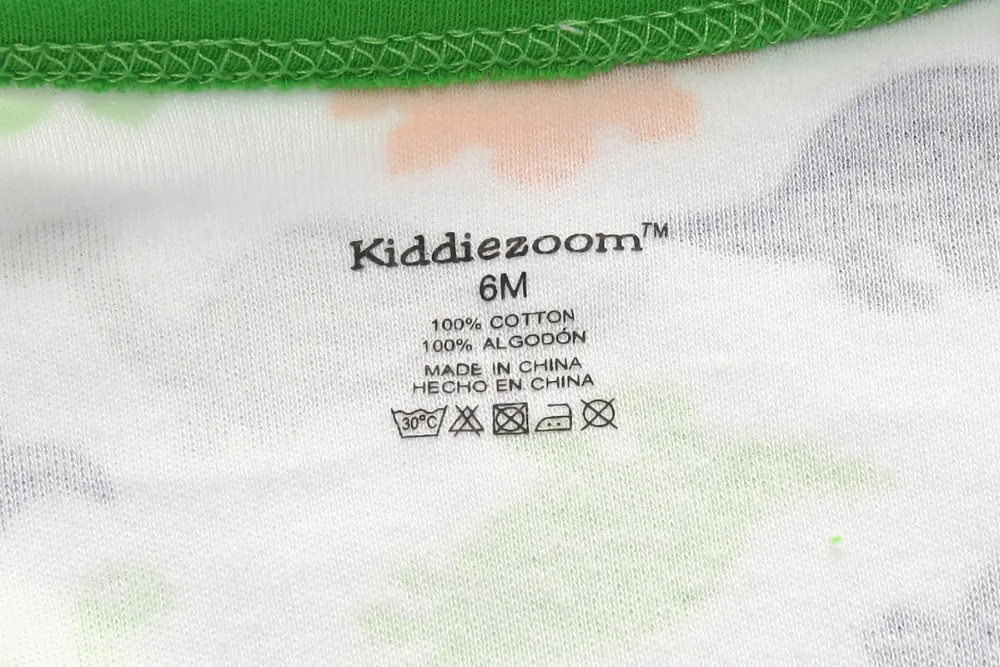 Kiddiezoom™
6M
100% COTTON
100% ALGODÓN
MADE IN CHINA
HECHO EN CHINA
30°C